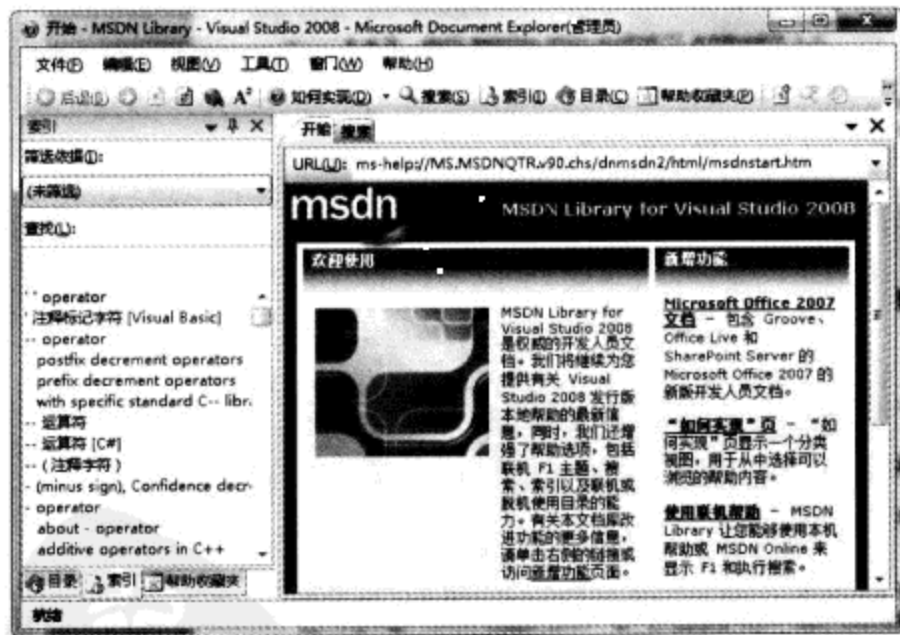 开始 - MSDN Library - Visual Studio 2008 - Microsoft Document Explorer(管理员)
文件(F) 编辑(E) 视图(V) 工具(T) 窗口(W) 帮助(H)
后退(B) A² 如何实现(D) 搜索(S) 索引(I) 目录(C) 帮助收藏夹(P)
索引
筛选依据(I):
(未筛选)
查找(L):
' ' operator
' 注释标记字符 [Visual Basic]
-- operator
postfix decrement operators
prefix decrement operators
with specific standard C-- libr
-- 运算符
-- 运算符 [C#]
-- ( 注释字符 )
- (minus sign), Confidence decr
- operator
about - operator
additive operators in C++
目录 索引 帮助收藏夹
就绪
开始 搜索
URL(U): ms-help://MS.MSDNQTR.v90.chs/dnmsdn2/html/msdnstart.htm
msdn
MSDN Library for Visual Studio 2008
欢迎使用
MSDN Library for
Visual Studio 2008
是权威的开发人员文
档。我们将继续为您
提供有关 Visual
Studio 2008 发行版
本地帮助的最新信
息，同时，我们还增
强了帮助选项，包括
联机 F1 主题、搜
索、索引以及联机或
脱机使用目录的能
力。有关本文档库改
进功能的更多信息，
请单击右侧的链接或
访问新增功能页面。
新增功能
Microsoft Office 2007
文档 - 包含 Groove、
Office Live 和
SharePoint Server 的
Microsoft Office 2007 的
新版开发人员文档。
"如何实现"页 - "如
何实现"页显示一个分类
视图，用于从中选择可以
浏览的帮助内容。
使用联机帮助 - MSDN
Library 让您能够使用本机
帮助或 MSDN Online 来
显示 F1 和执行搜索。